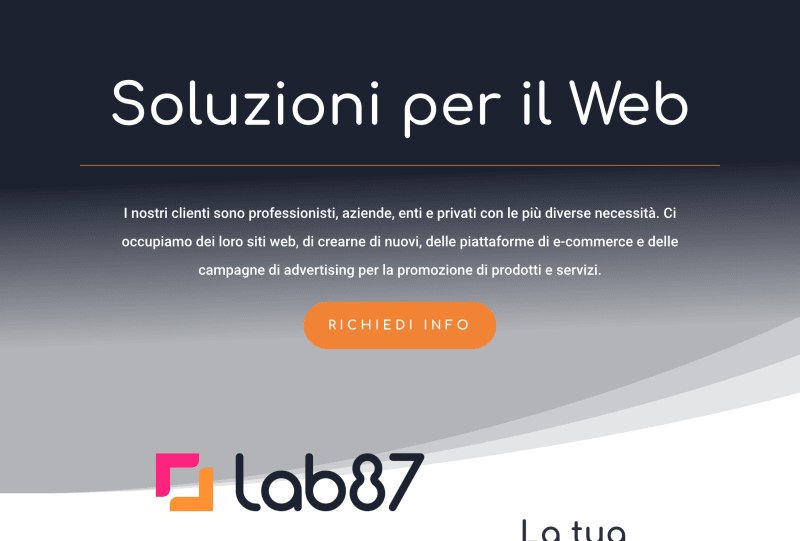 Soluzioni per il Web
I nostri clienti sono professionisti, aziende, enti e privati con le più diverse necessità. Ci
occupiamo dei loro siti web, di crearne di nuovi, delle piattaforme di e-commerce e delle
campagne di advertising per la promozione di prodotti e servizi.
RICHIEDI INFO
lab87
La tua